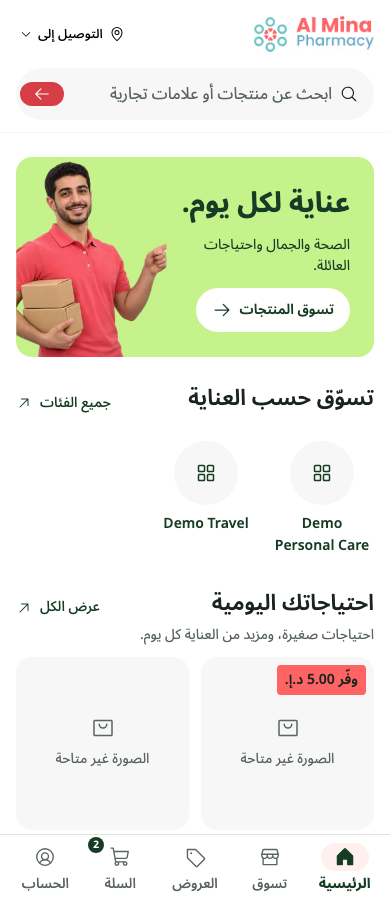 Al Mina
Pharmacy
التوصيل إلى
ابحث عن منتجات أو علامات تجارية
عناية لكل يوم.
الصحة والجمال واحتياجات
العائلة.
تسوق المنتجات
تسوّق حسب العناية
جميع الفئات
Demo
Personal Care
Demo Travel
احتياجاتك اليومية
عرض الكل
احتياجات صغيرة، ومزيد من العناية كل يوم.
وفّر 5.00 د.إ.
الصورة غير متاحة
الصورة غير متاحة
2
الرئيسية
تسوق
العروض
السلة
الحساب